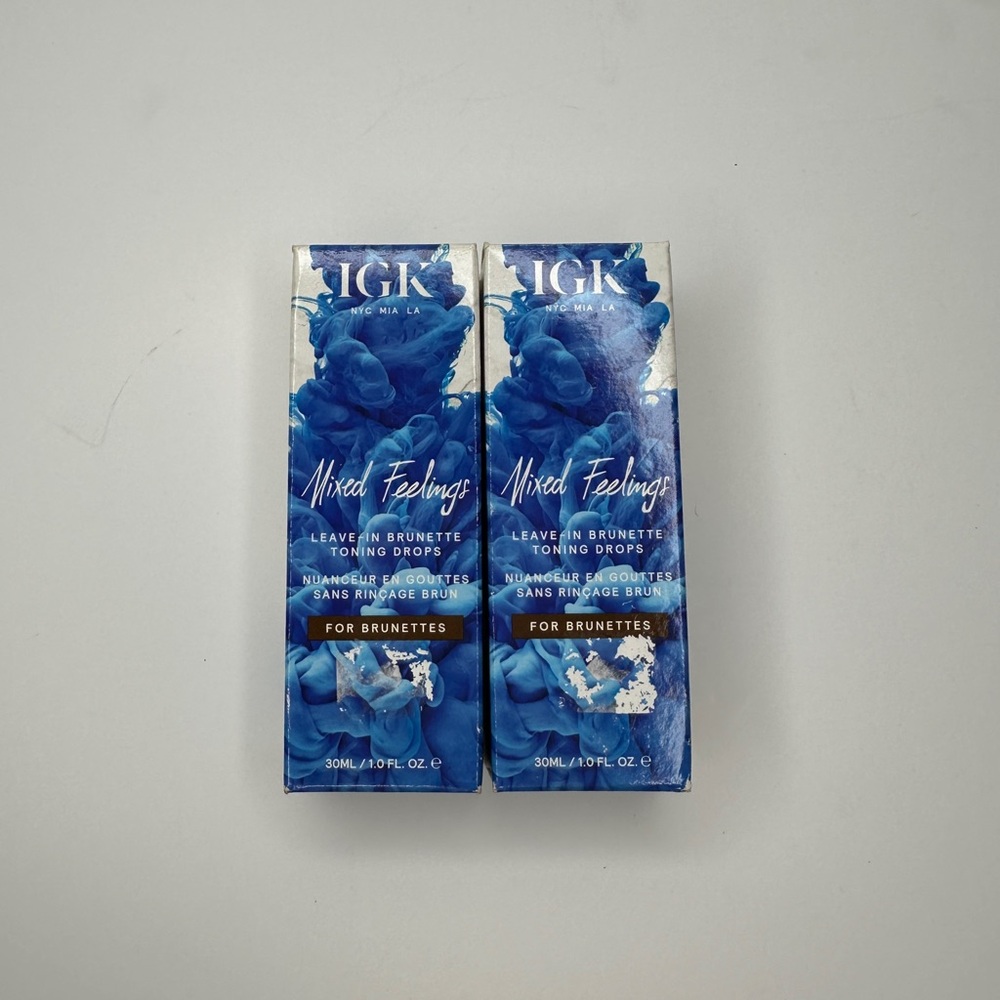 IGK
NYC MIA LA
Mixed Feelings
LEAVE-IN BRUNETTE
TONING DROPS
NUANCEUR EN GOUTTES
SANS RINÇAGE BRUN
FOR BRUNETTES
30ML / 1.0 FL. OZ. ℮
IGK
NYC MIA LA
Mixed Feelings
LEAVE-IN BRUNETTE
TONING DROPS
NUANCEUR EN GOUTTES
SANS RINÇAGE BRUN
FOR BRUNETTES
30ML / 1.0 FL. OZ. ℮